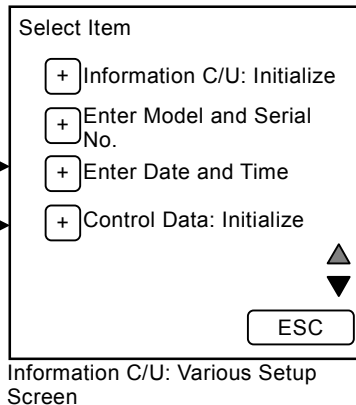 Select Item
+ Information C/U: Initialize
+ Enter Model and Serial
No.
+ Enter Date and Time
+ Control Data: Initialize
ESC
Information C/U: Various Setup
Screen